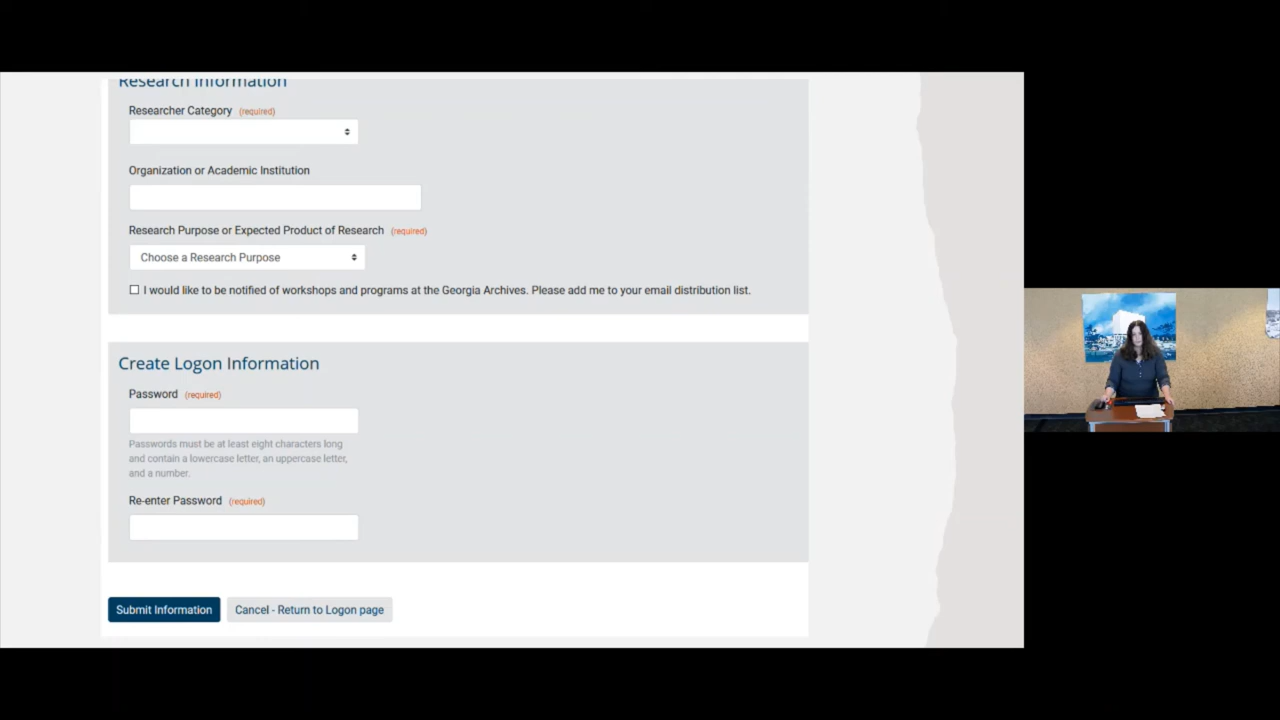 Research Information
Researcher Category (required)
Organization or Academic Institution
Research Purpose or Expected Product of Research (required)
Choose a Research Purpose
I would like to be notified of workshops and programs at the Georgia Archives. Please add me to your email distribution list.
Create Logon Information
Password (required)
Passwords must be at least eight characters long
and contain a lowercase letter, an uppercase letter,
and a number.
Re-enter Password (required)
Submit Information
Cancel - Return to Logon page